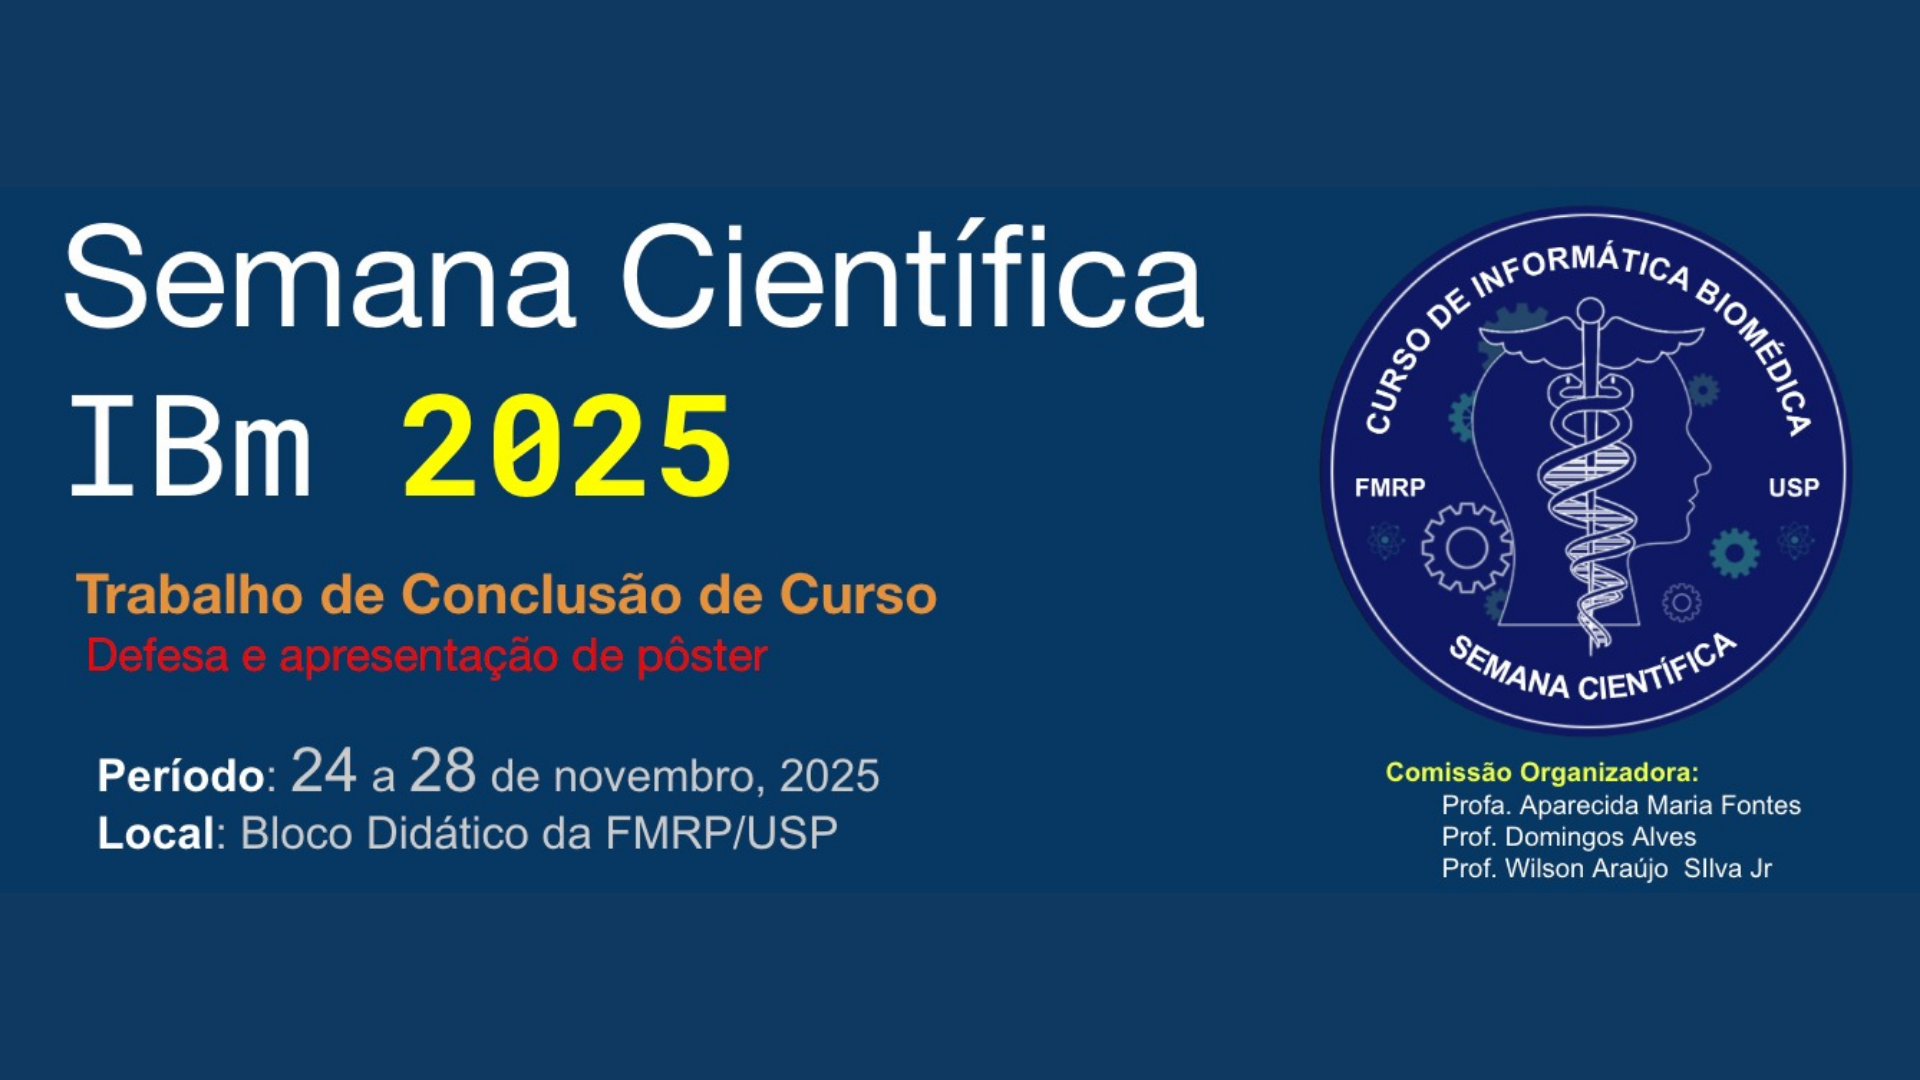 Semana Científica
IBm 2025
Trabalho de Conclusão de Curso
Defesa e apresentação de pôster
Período: 24 a 28 de novembro, 2025
Local: Bloco Didático da FMRP/USP
CURSO DE INFORMÁTICA BIOMÉDICA
FMRP
USP
SEMANA CIENTÍFICA
Comissão Organizadora:
Profa. Aparecida Maria Fontes
Prof. Domingos Alves
Prof. Wilson Araújo SIlva Jr